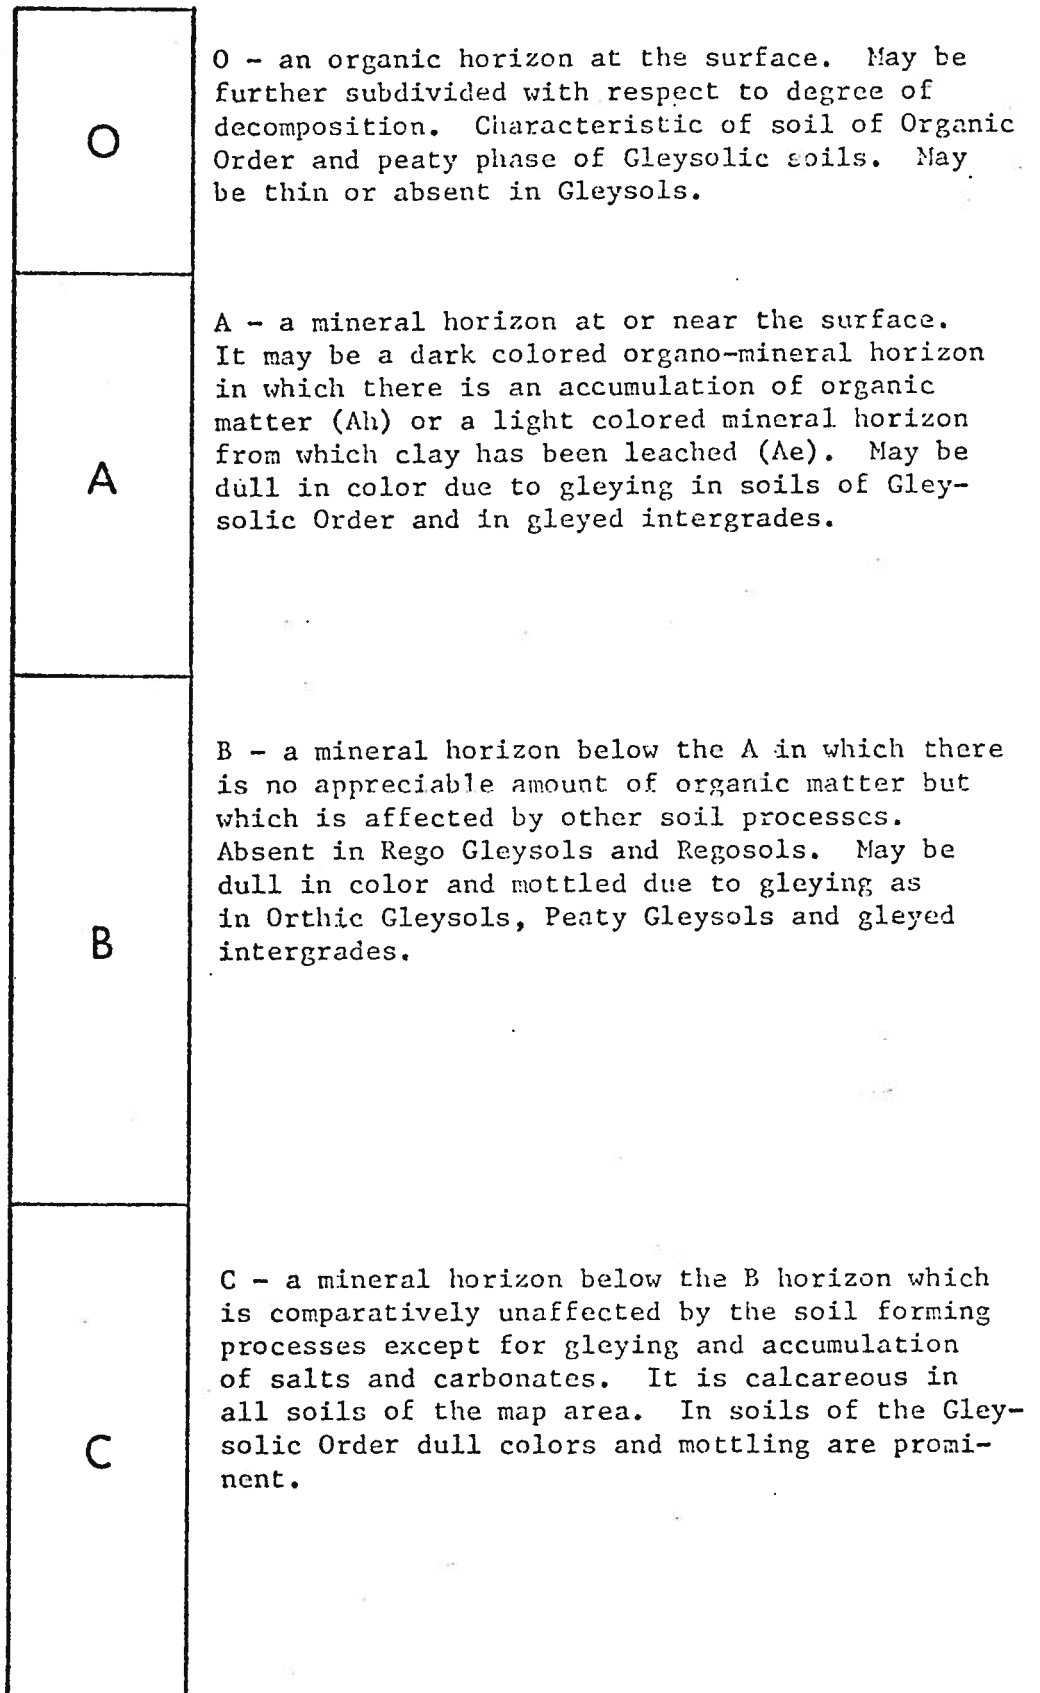 O
O - an organic horizon at the surface. May be
further subdivided with respect to degree of
decomposition. Characteristic of soil of Organic
Order and peaty phase of Gleysolic soils. May
be thin or absent in Gleysols.
A
A - a mineral horizon at or near the surface.
It may be a dark colored organo-mineral horizon
in which there is an accumulation of organic
matter (Ah) or a light colored mineral horizon
from which clay has been leached (Ae). May be
dull in color due to gleying in soils of Gley-
solic Order and in gleyed intergrades.
B
B - a mineral horizon below the A in which there
is no appreciable amount of organic matter but
which is affected by other soil processes.
Absent in Rego Gleysols and Regosols. May be
dull in color and mottled due to gleying as
in Orthic Gleysols, Peaty Gleysols and gleyed
intergrades.
C
C - a mineral horizon below the B horizon which
is comparatively unaffected by the soil forming
processes except for gleying and accumulation
of salts and carbonates. It is calcareous in
all soils of the map area. In soils of the Gley-
solic Order dull colors and mottling are promi-
nent.